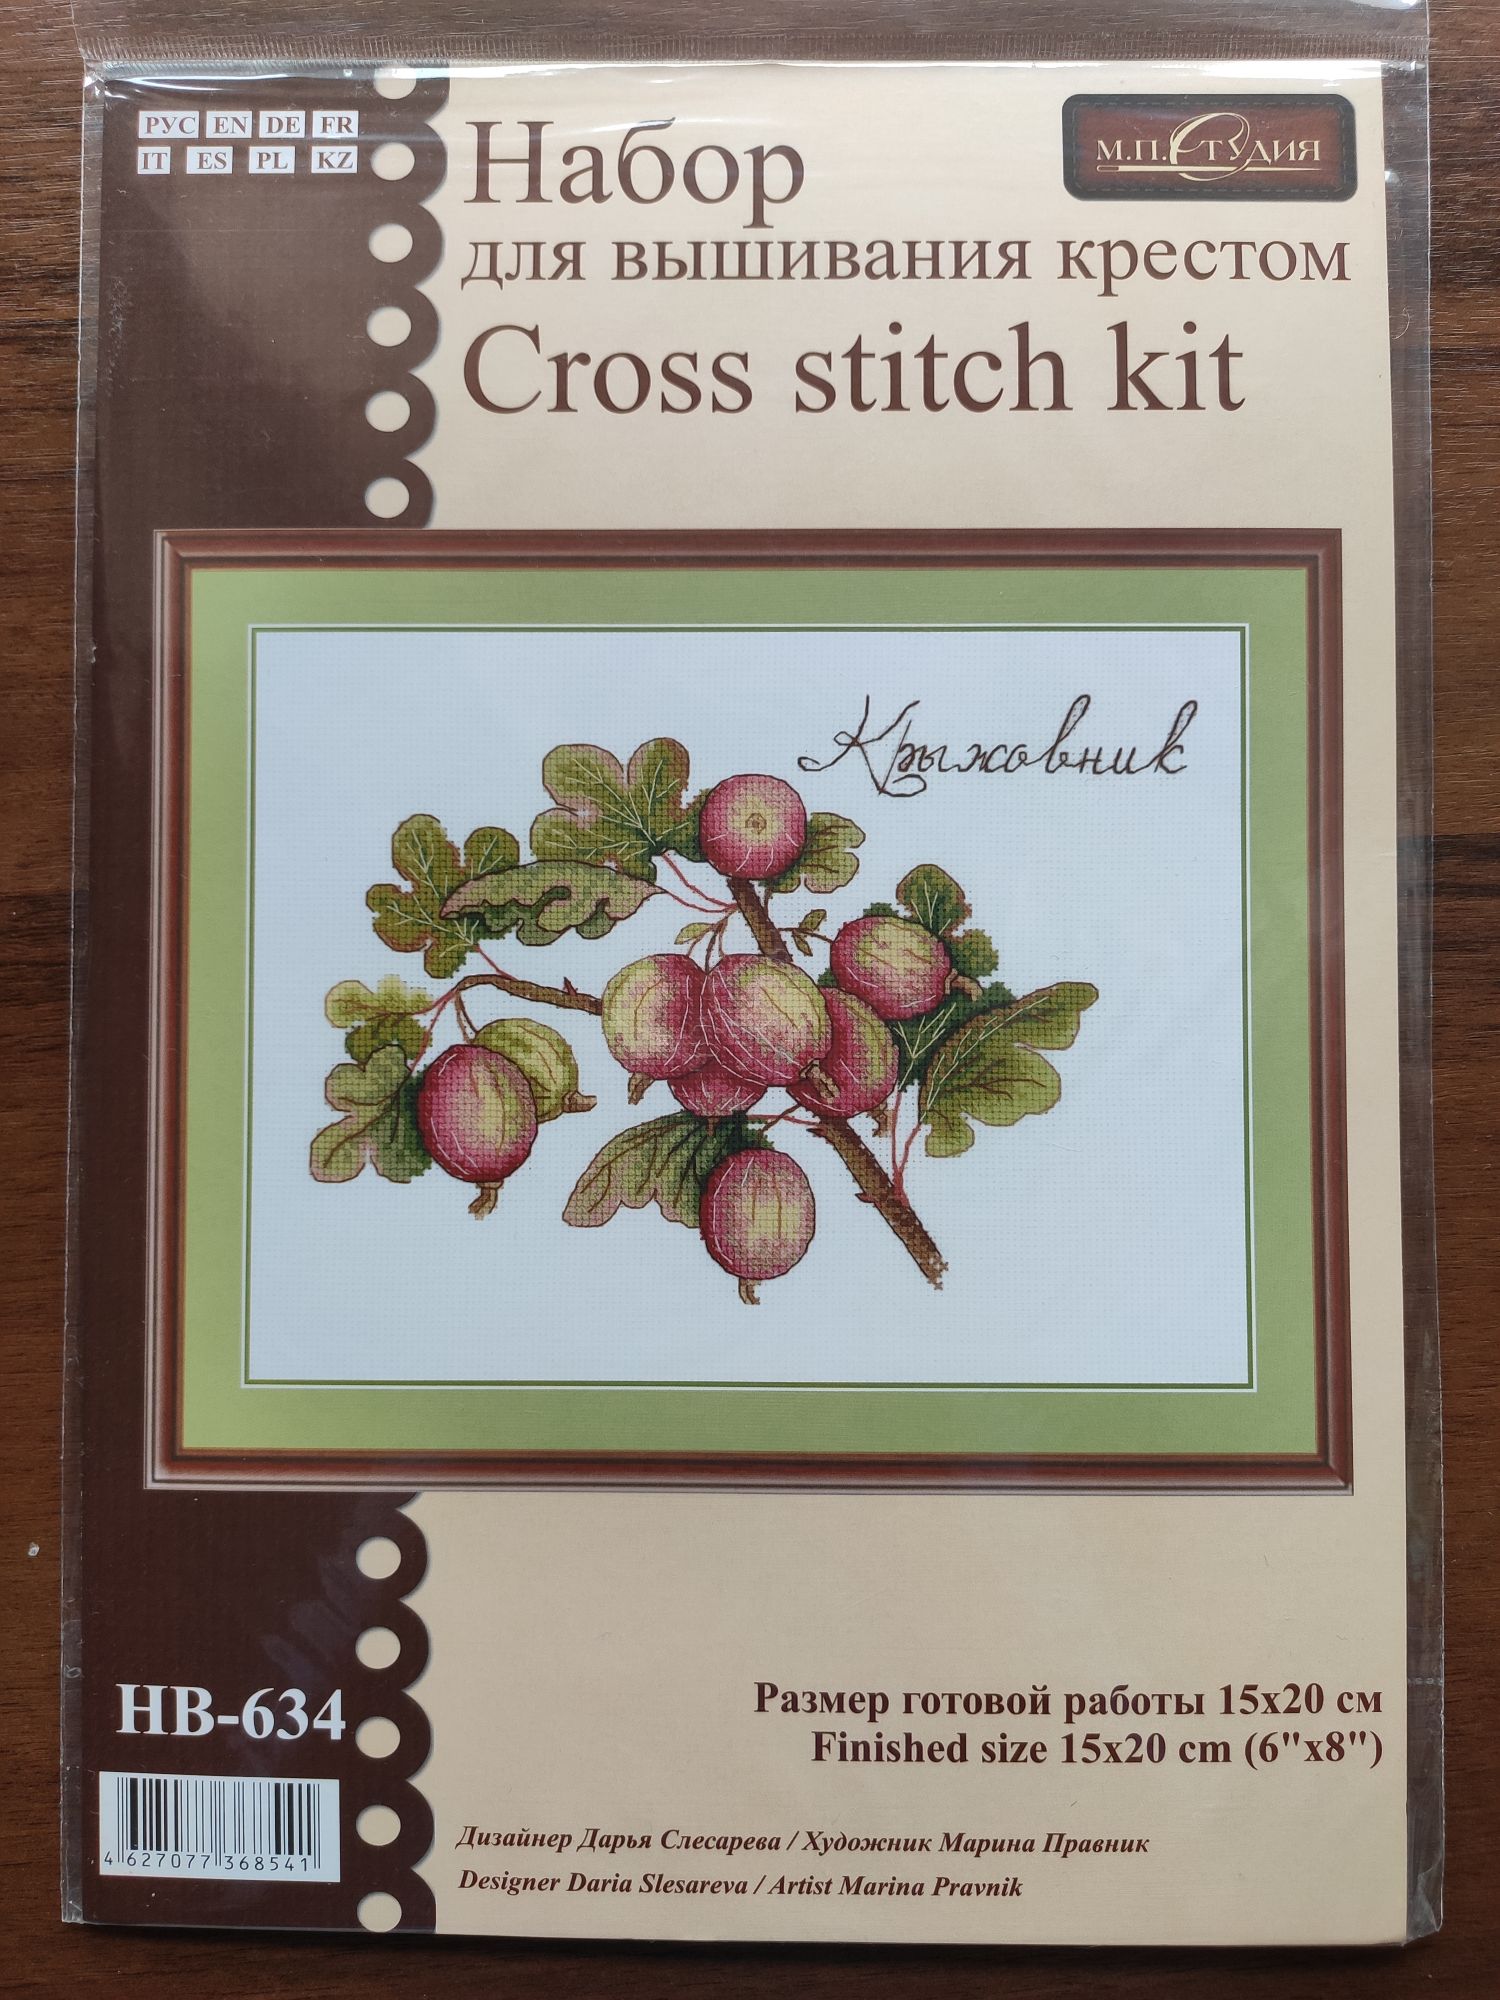 РУС EN DE FR
IT ES PL KZ
М.П.Студия
Набор
для вышивания крестом
Cross stitch kit
Крыжовник
НВ-634
Размер готовой работы 15х20 см
Finished size 15x20 cm (6"x8")
4 627077 368541
Дизайнер Дарья Слесарева / Художник Марина Правник
Designer Daria Slesareva / Artist Marina Pravnik